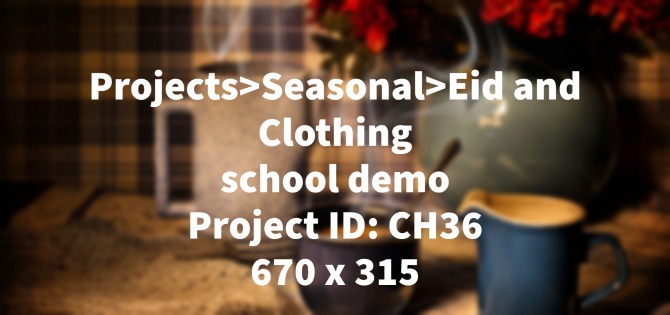 Projects>Seasonal>Eid and
Clothing
school demo
Project ID: CH36
670 x 315